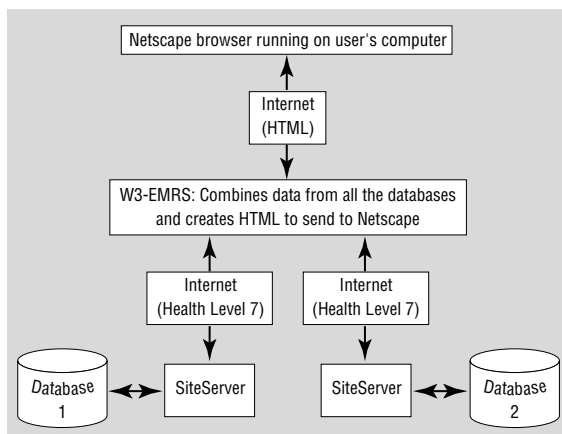 Netscape browser running on user's computer
Internet
(HTML)
W3-EMRS: Combines data from all the databases
and creates HTML to send to Netscape
Internet
(Health Level 7)
Internet
(Health Level 7)
Database
1
SiteServer
SiteServer
Database
2